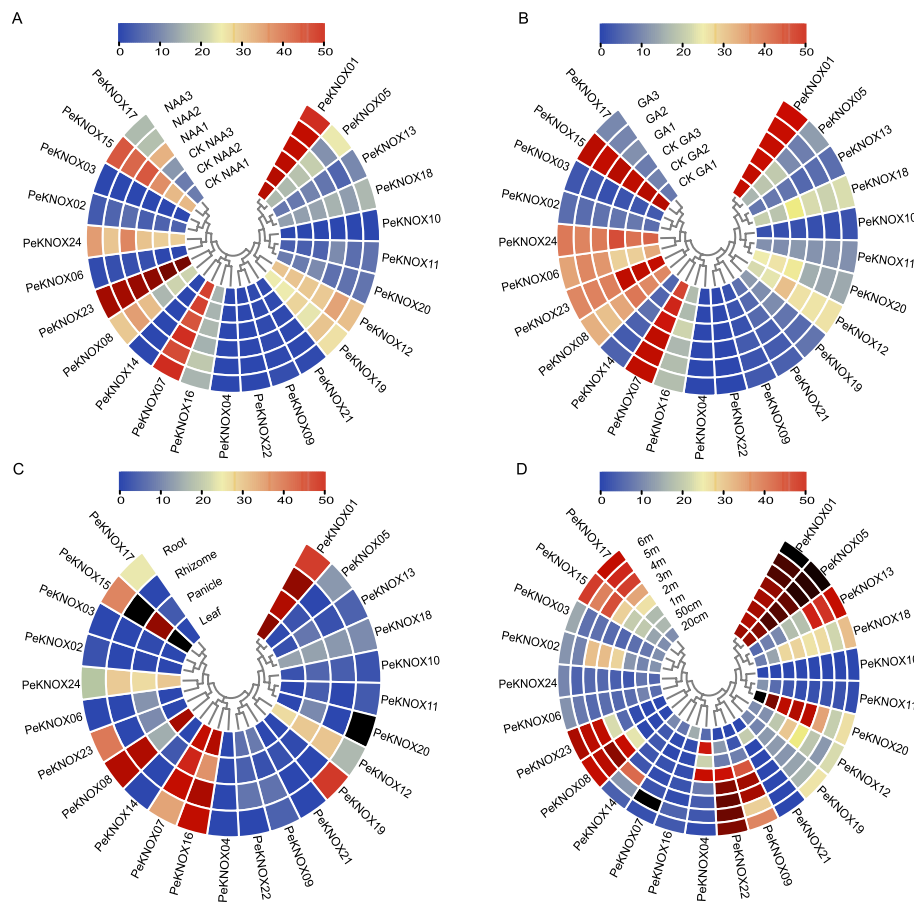 A
0 10 20 30 40 50
PeKNOX17
PeKNOX15
PeKNOX03
PeKNOX02
PeKNOX24
PeKNOX06
PeKNOX23
PeKNOX08
PeKNOX14
PeKNOX07
PeKNOX16
PeKNOX04
PeKNOX22
PeKNOX09
PeKNOX21
PeKNOX19
PeKNOX12
PeKNOX20
PeKNOX11
PeKNOX10
PeKNOX18
PeKNOX13
PeKNOX05
PeKNOX01
NAA3
NAA2
NAA1
CK NAA3
CK NAA2
CK NAA1
B
0 10 20 30 40 50
PeKNOX17
PeKNOX15
PeKNOX03
PeKNOX02
PeKNOX24
PeKNOX06
PeKNOX23
PeKNOX08
PeKNOX14
PeKNOX07
PeKNOX16
PeKNOX04
PeKNOX22
PeKNOX09
PeKNOX21
PeKNOX19
PeKNOX12
PeKNOX20
PeKNOX11
PeKNOX10
PeKNOX18
PeKNOX13
PeKNOX05
PeKNOX01
GA3
GA2
GA1
CK GA3
CK GA2
CK GA1
C
0 10 20 30 40 50
PeKNOX17
PeKNOX15
PeKNOX03
PeKNOX02
PeKNOX24
PeKNOX06
PeKNOX23
PeKNOX08
PeKNOX14
PeKNOX07
PeKNOX16
PeKNOX04
PeKNOX22
PeKNOX09
PeKNOX21
PeKNOX19
PeKNOX12
PeKNOX20
PeKNOX11
PeKNOX10
PeKNOX18
PeKNOX13
PeKNOX05
PeKNOX01
Root
Rhizome
Panicle
Leaf
D
0 10 20 30 40 50
PeKNOX17
PeKNOX15
PeKNOX03
PeKNOX02
PeKNOX24
PeKNOX06
PeKNOX23
PeKNOX08
PeKNOX14
PeKNOX07
PeKNOX16
PeKNOX04
PeKNOX22
PeKNOX09
PeKNOX21
PeKNOX19
PeKNOX12
PeKNOX20
PeKNOX11
PeKNOX10
PeKNOX18
PeKNOX13
PeKNOX05
PeKNOX01
6m
5m
4m
3m
2m
1m
50cm
20cm